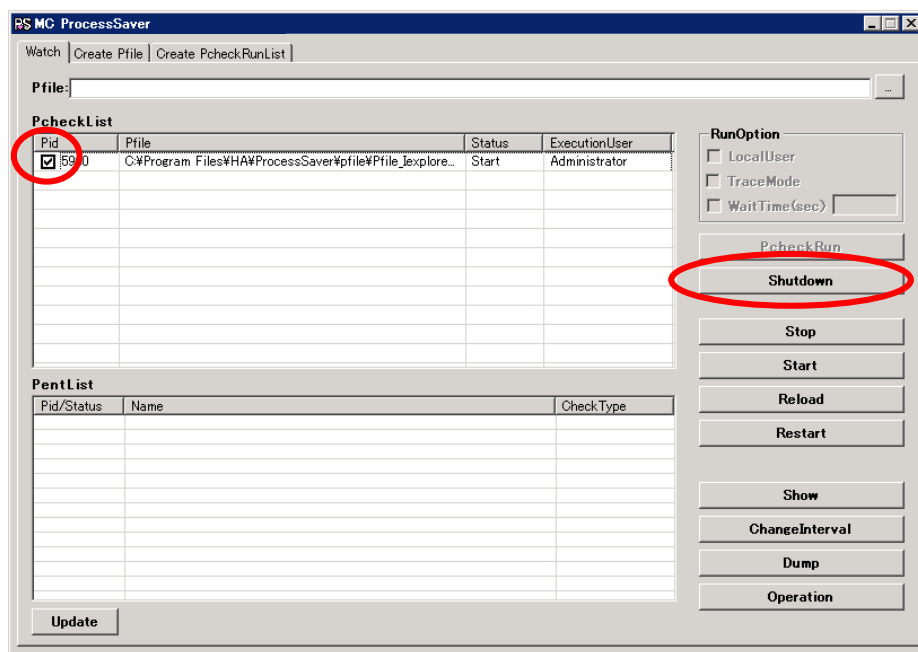 RS MC ProcessSaver
Watch Create Pfile Create PcheckRunList
Pfile: ...
PcheckList
Pid Pfile Status ExecutionUser
C:¥Program Files¥HA¥ProcessSaver¥pfile¥Pfile_Iexplore... Start Administrator
RunOption
LocalUser
TraceMode
WaitTime(sec)
PcheckRun
Shutdown
Stop
Start
Reload
Restart
PentList
Pid/Status Name CheckType
Show
ChangeInterval
Dump
Operation
Update